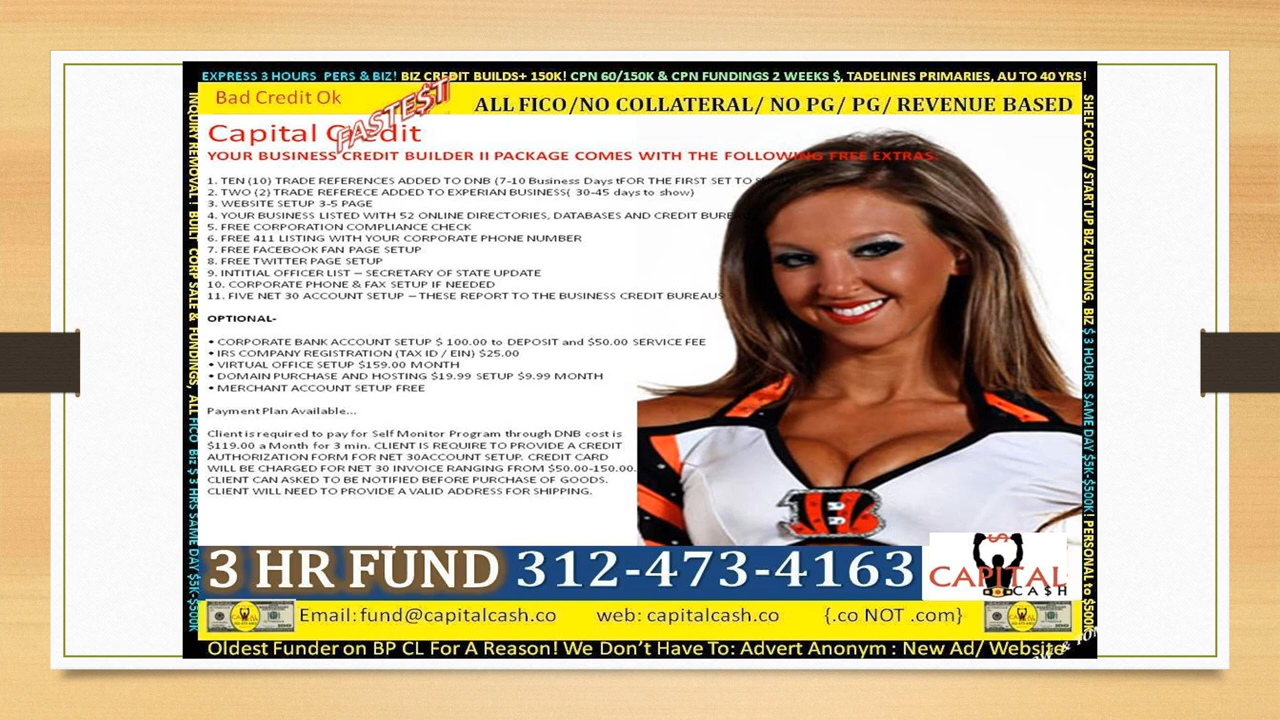 EXPRESS 3 HOURS PERS & BIZ! BIZ CREDIT BUILDS+ 150K! CPN 60/150K & CPN FUNDINGS 2 WEEKS $, TADELINES PRIMARIES, AU TO 40 YRS!
Bad Credit Ok
FASTE$T
ALL FICO/NO COLLATERAL/ NO PG/ PG/ REVENUE BASED
Capital Credit
YOUR BUSINESS CREDIT BUILDER II PACKAGE COMES WITH THE FOLLOWING FREE EXTRAS:
1. TEN (10) TRADE REFERENCES ADDED TO DNB (7-10 Business Days tFOR THE FIRST SET TO
2. TWO (2) TRADE REFERECE ADDED TO EXPERIAN BUSINESS( 30-45 days to show)
3. WEBSITE SETUP 3-5 PAGE
4. YOUR BUSINESS LISTED WITH 52 ONLINE DIRECTORIES, DATABASES AND CREDIT
5. FREE CORPORATION COMPLIANCE CHECK
6. FREE 411 LISTING WITH YOUR CORPORATE PHONE NUMBER
7. FREE FACEBOOK FAN PAGE SETUP
8. FREE TWITTER PAGE SETUP
9. INTITIAL OFFICER LIST – SECRETARY OF STATE UPDATE
10. CORPORATE PHONE & FAX SETUP IF NEEDED
11. FIVE NET 30 ACCOUNT SETUP – THESE REPORT TO THE BUSINESS CREDIT BUREAUS
OPTIONAL-
• CORPORATE BANK ACCOUNT SETUP $ 100.00 to DEPOSIT and $50.00 SERVICE FEE
• IRS COMPANY REGISTRATION (TAX ID / EIN) $25.00
• VIRTUAL OFFICE SETUP $159.00 MONTH
• DOMAIN PURCHASE AND HOSTING $19.99 SETUP $9.99 MONTH
• MERCHANT ACCOUNT SETUP FREE
Payment Plan Available...
Client is required to pay for Self Monitor Program through DNB cost is
$119.00 a Month for 3 min. CLIENT IS REQUIRE TO PROVIDE A CREDIT
AUTHORIZATION FORM FOR NET 30ACCOUNT SETUP. CREDIT CARD
WILL BE CHARGED FOR NET 30 INVOICE RANGING FROM $50.00-150.00.
CLIENT CAN ASKED TO BE NOTIFIED BEFORE PURCHASE OF GOODS.
CLIENT WILL NEED TO PROVIDE A VALID ADDRESS FOR SHIPPING.
INQUIRY REMOVAL! BUILT CORP SALE & FUNDINGS, ALL FICO Biz $ 3 HRS SAME DAY $5K-$500K
SHELF CORP / START UP BIZ FUNDING, BIZ $ 3 HOURS SAME DAY $5K-$500K! PERSONAL to $500
3 HR FUND 312-473-4163
CAPITAL
CA$H
Email: fund@capitalcash.co web: capitalcash.co {.co NOT .com}
Oldest Funder on BP CL For A Reason! We Don't Have To: Advert Anonym : New Ad/ Website